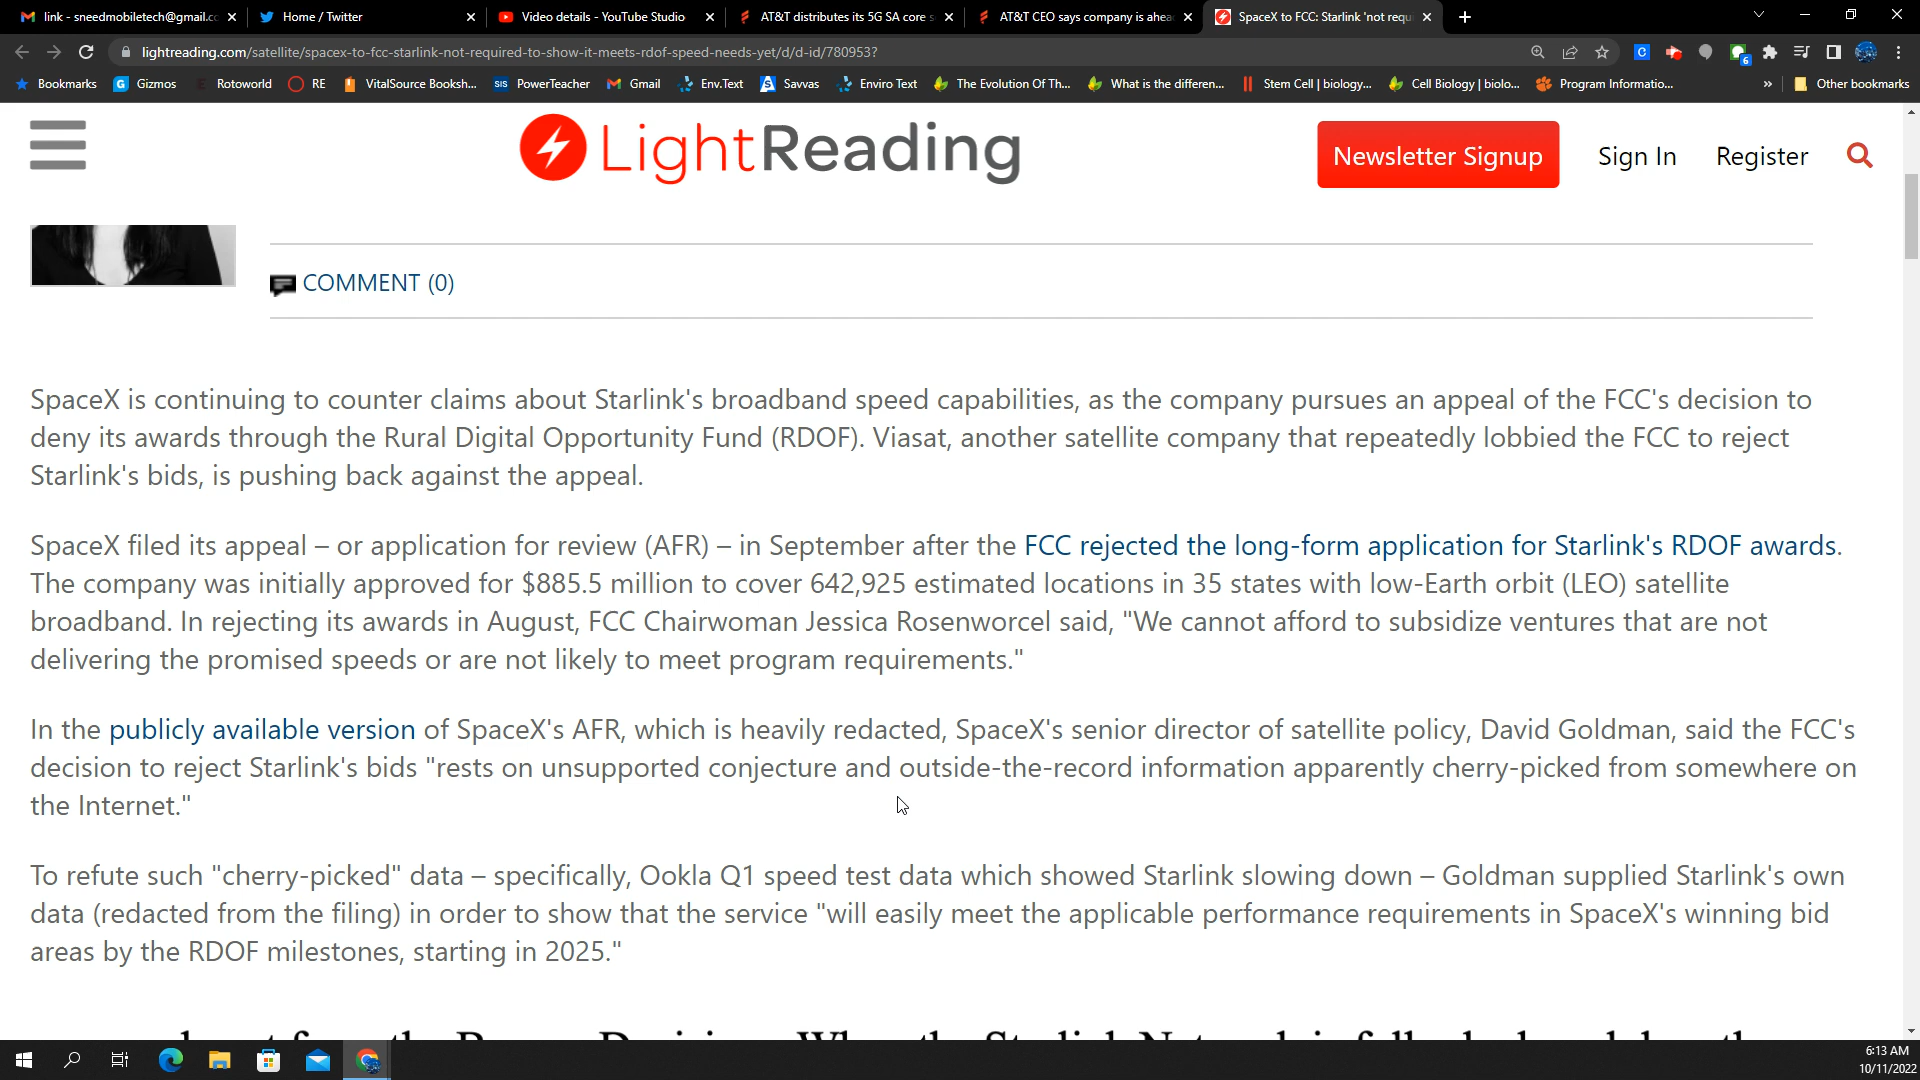 link - sneedmobiletech@gmail.cc
Home / Twitter
Video details - YouTube Studio
AT&T distributes its 5G SA core s
AT&T CEO says company is ahea
SpaceX to FCC: Starlink 'not requ
lightreading.com/satellite/spacex-to-fcc-starlink-not-required-to-show-it-meets-rdof-speed-needs-yet/d/d-id/780953?
6
Bookmarks
Gizmos
Rotoworld
RE
VitalSource Booksh...
SIS PowerTeacher
Gmail
Env.Text
Savvas
Enviro Text
The Evolution Of Th...
What is the differen...
Stem Cell | biology...
Cell Biology | biolo...
Program Informatio...
»
Other bookmarks
LightReading
Newsletter Signup
Sign In
Register
COMMENT (0)
SpaceX is continuing to counter claims about Starlink's broadband speed capabilities, as the company pursues an appeal of the FCC's decision to
deny its awards through the Rural Digital Opportunity Fund (RDOF). Viasat, another satellite company that repeatedly lobbied the FCC to reject
Starlink's bids, is pushing back against the appeal.
SpaceX filed its appeal – or application for review (AFR) – in September after the FCC rejected the long-form application for Starlink's RDOF awards.
The company was initially approved for $885.5 million to cover 642,925 estimated locations in 35 states with low-Earth orbit (LEO) satellite
broadband. In rejecting its awards in August, FCC Chairwoman Jessica Rosenworcel said, "We cannot afford to subsidize ventures that are not
delivering the promised speeds or are not likely to meet program requirements."
In the publicly available version of SpaceX's AFR, which is heavily redacted, SpaceX's senior director of satellite policy, David Goldman, said the FCC's
decision to reject Starlink's bids "rests on unsupported conjecture and outside-the-record information apparently cherry-picked from somewhere on
the Internet."
To refute such "cherry-picked" data – specifically, Ookla Q1 speed test data which showed Starlink slowing down – Goldman supplied Starlink's own
data (redacted from the filing) in order to show that the service "will easily meet the applicable performance requirements in SpaceX's winning bid
areas by the RDOF milestones, starting in 2025."
6:13 AM
10/11/2022